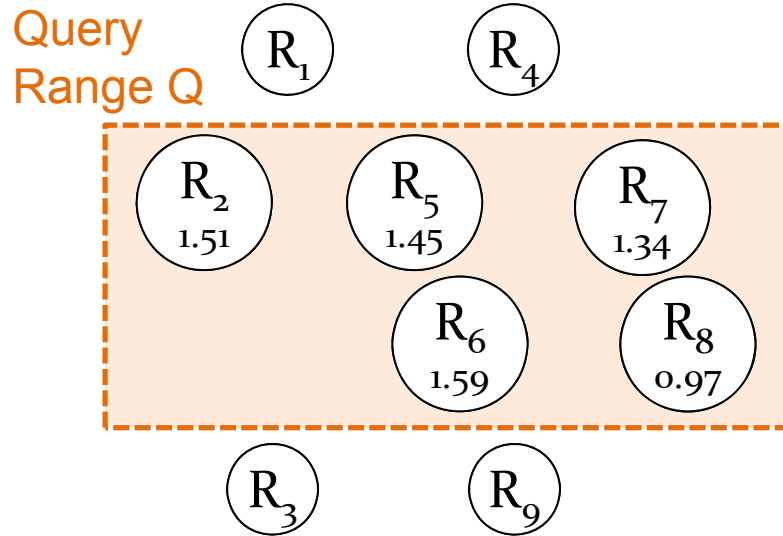 Query
Range Q
R₁
R₄
R₂
1.51
R₅
1.45
R₇
1.34
R₆
1.59
R₈
0.97
R₃
R₉